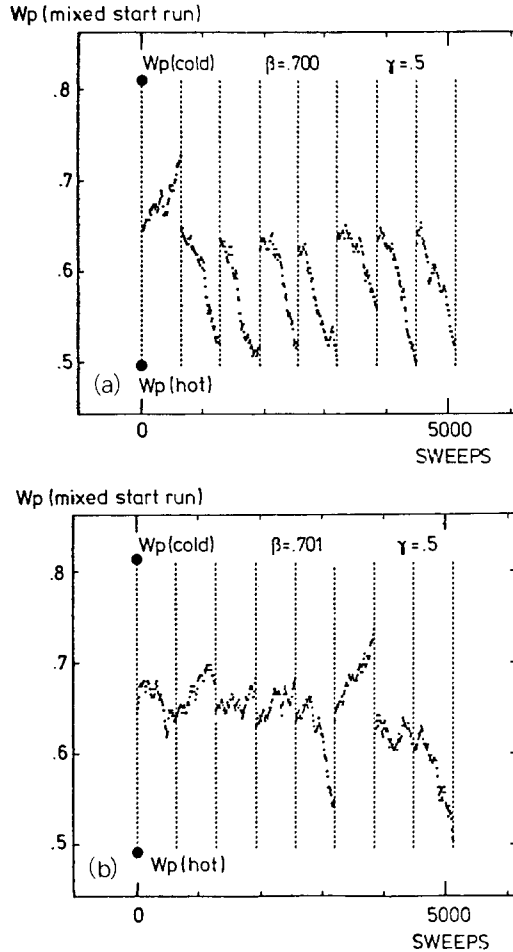 Wp (mixed start run)
Wp(cold) β=.700 γ=.5
.8
.7
.6
.5
(a) Wp(hot)
0 5000
SWEEPS
Wp (mixed start run)
Wp(cold) β=.701 γ=.5
.8
.7
.6
.5
(b) Wp(hot)
0 5000
SWEEPS